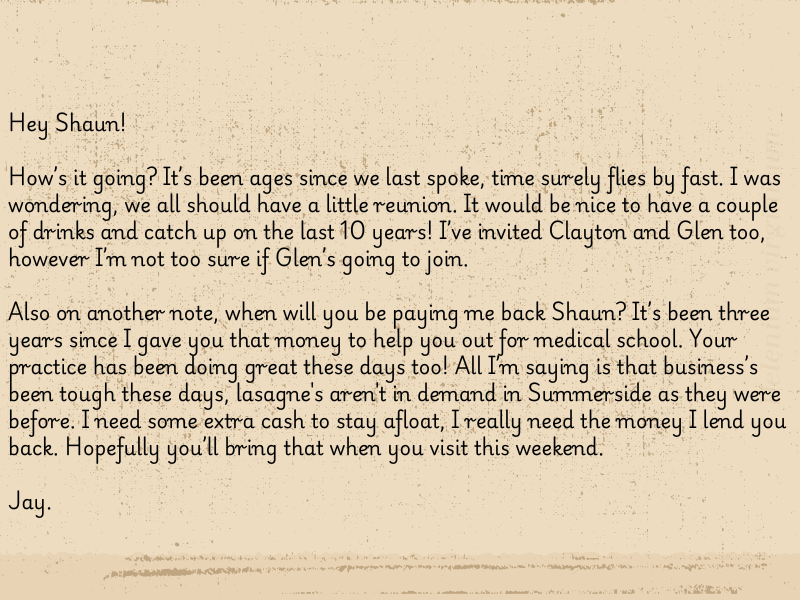 Hey Shaun!
How’s it going? It’s been ages since we last spoke, time surely flies by fast. I was
wondering, we all should have a little reunion. It would be nice to have a couple
of drinks and catch up on the last 10 years! I’ve invited Clayton and Glen too,
however I’m not too sure if Glen’s going to join.
Also on another note, when will you be paying me back Shaun? It’s been three
years since I gave you that money to help you out for medical school. Your
practice has been doing great these days too! All I’m saying is that business’s
been tough these days, lasagne's aren't in demand in Summerside as they were
before. I need some extra cash to stay afloat, I really need the money I lend you
back. Hopefully you’ll bring that when you visit this weekend.
Jay.